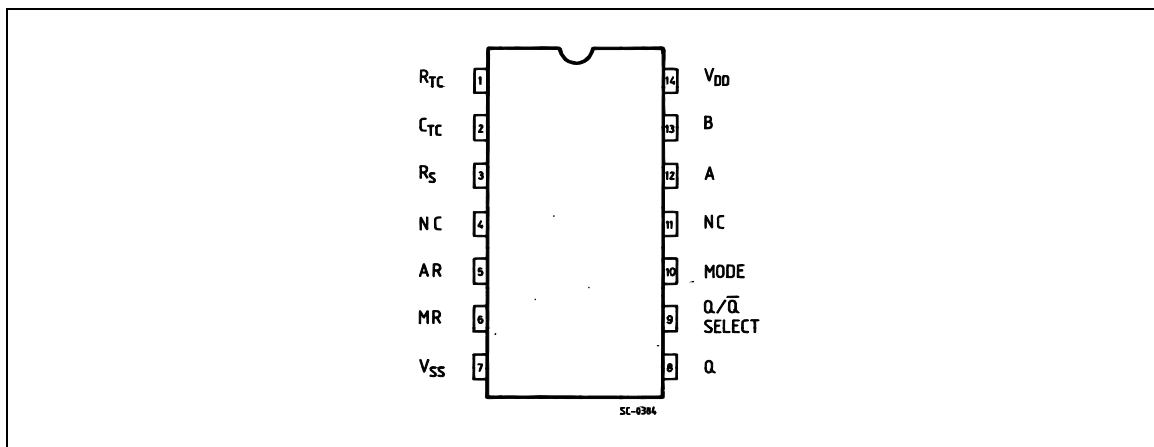 R_TC 1 14 V_DD
C_TC 2 13 B
R_S 3 12 A
NC 4 11 NC
AR 5 10 MODE
MR 6 9 Q/Q̅
SELECT
V_SS 7 8 Q
SC-0384